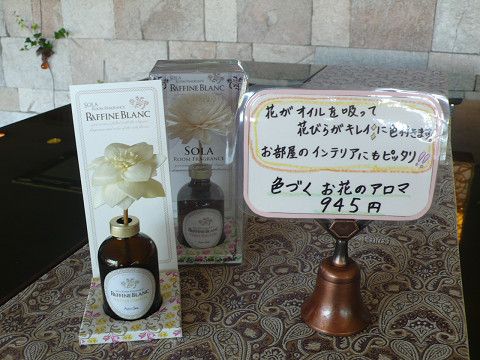 SOLA
ROOM FRAGRANCE
RAFFINE BLANC
RAFFINE BLANC
SOLA
ROOM FRAGRANCE
RAFFINE BLANC
花がオイルを吸って
花びらがキレイに色付きます
お部屋のインテリアにもピッタリ!!
色づくお花のアロマ
945円